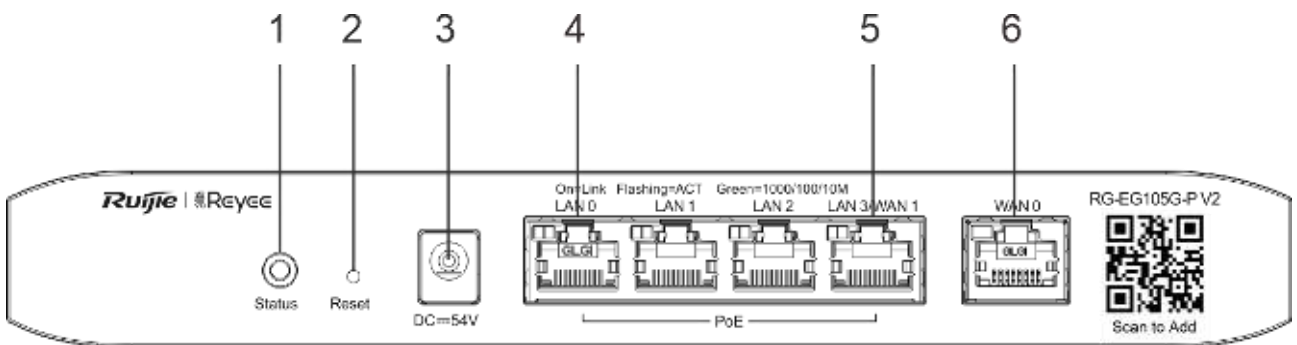 1 2 3 4 5 6
Ruijie | Reyee
On=Link Flashing=ACT Green=1000/100/10M
LAN 0 LAN 1 LAN 2 LAN 3/WAN 1 WAN 0 RG-EG105G-P V2
GLGI GLGI
Status Reset
DC⎓54V PoE Scan to Add